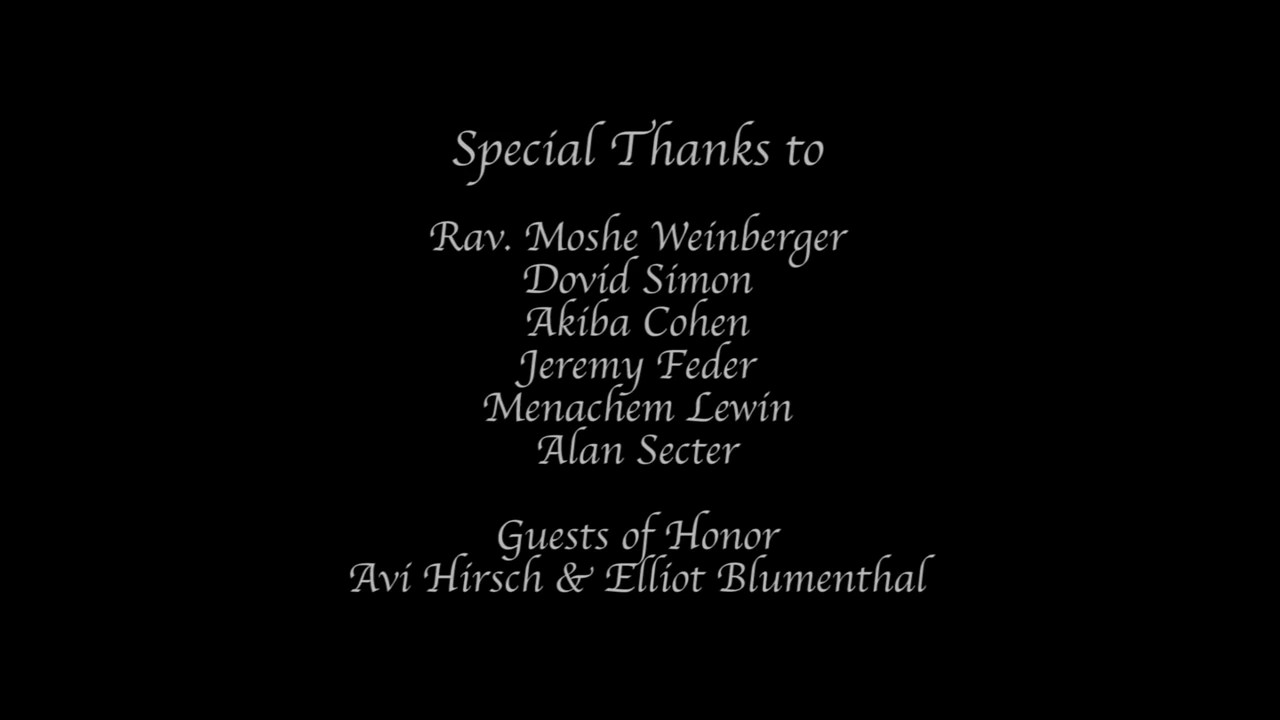 Special Thanks to
Rav. Moshe Weinberger
Dovid Simon
Akiba Cohen
Jeremy Feder
Menachem Lewin
Alan Secter
Guests of Honor
Avi Hirsch & Elliot Blumenthal